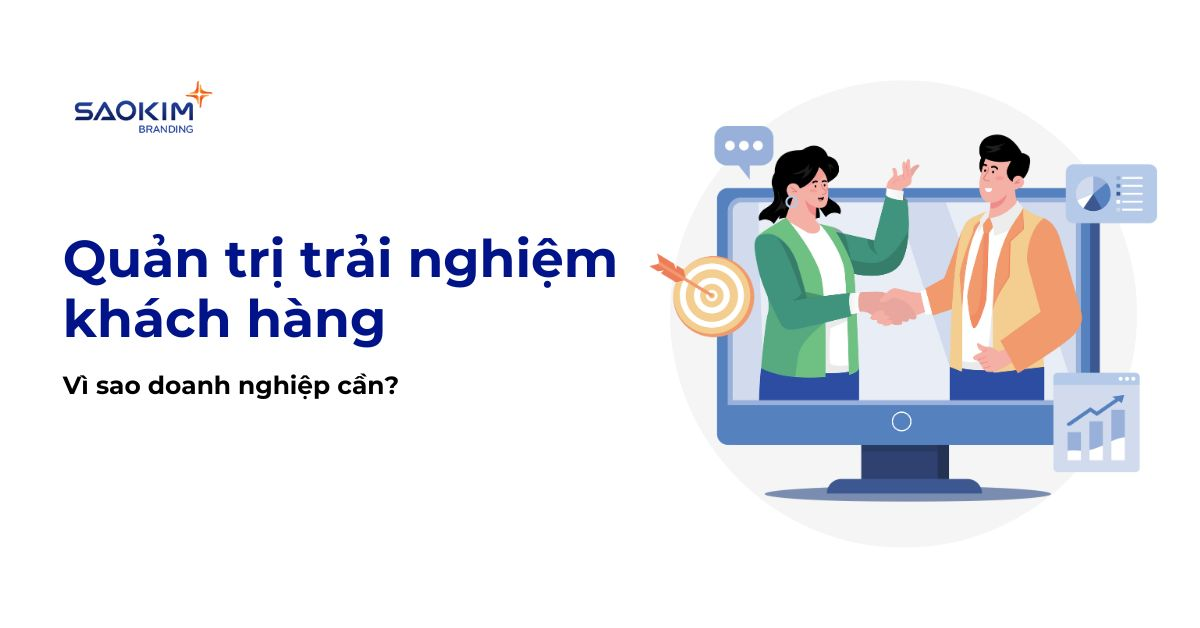 SAOKIM
BRANDING
Quản trị trải nghiệm
khách hàng
Vì sao doanh nghiệp cần?